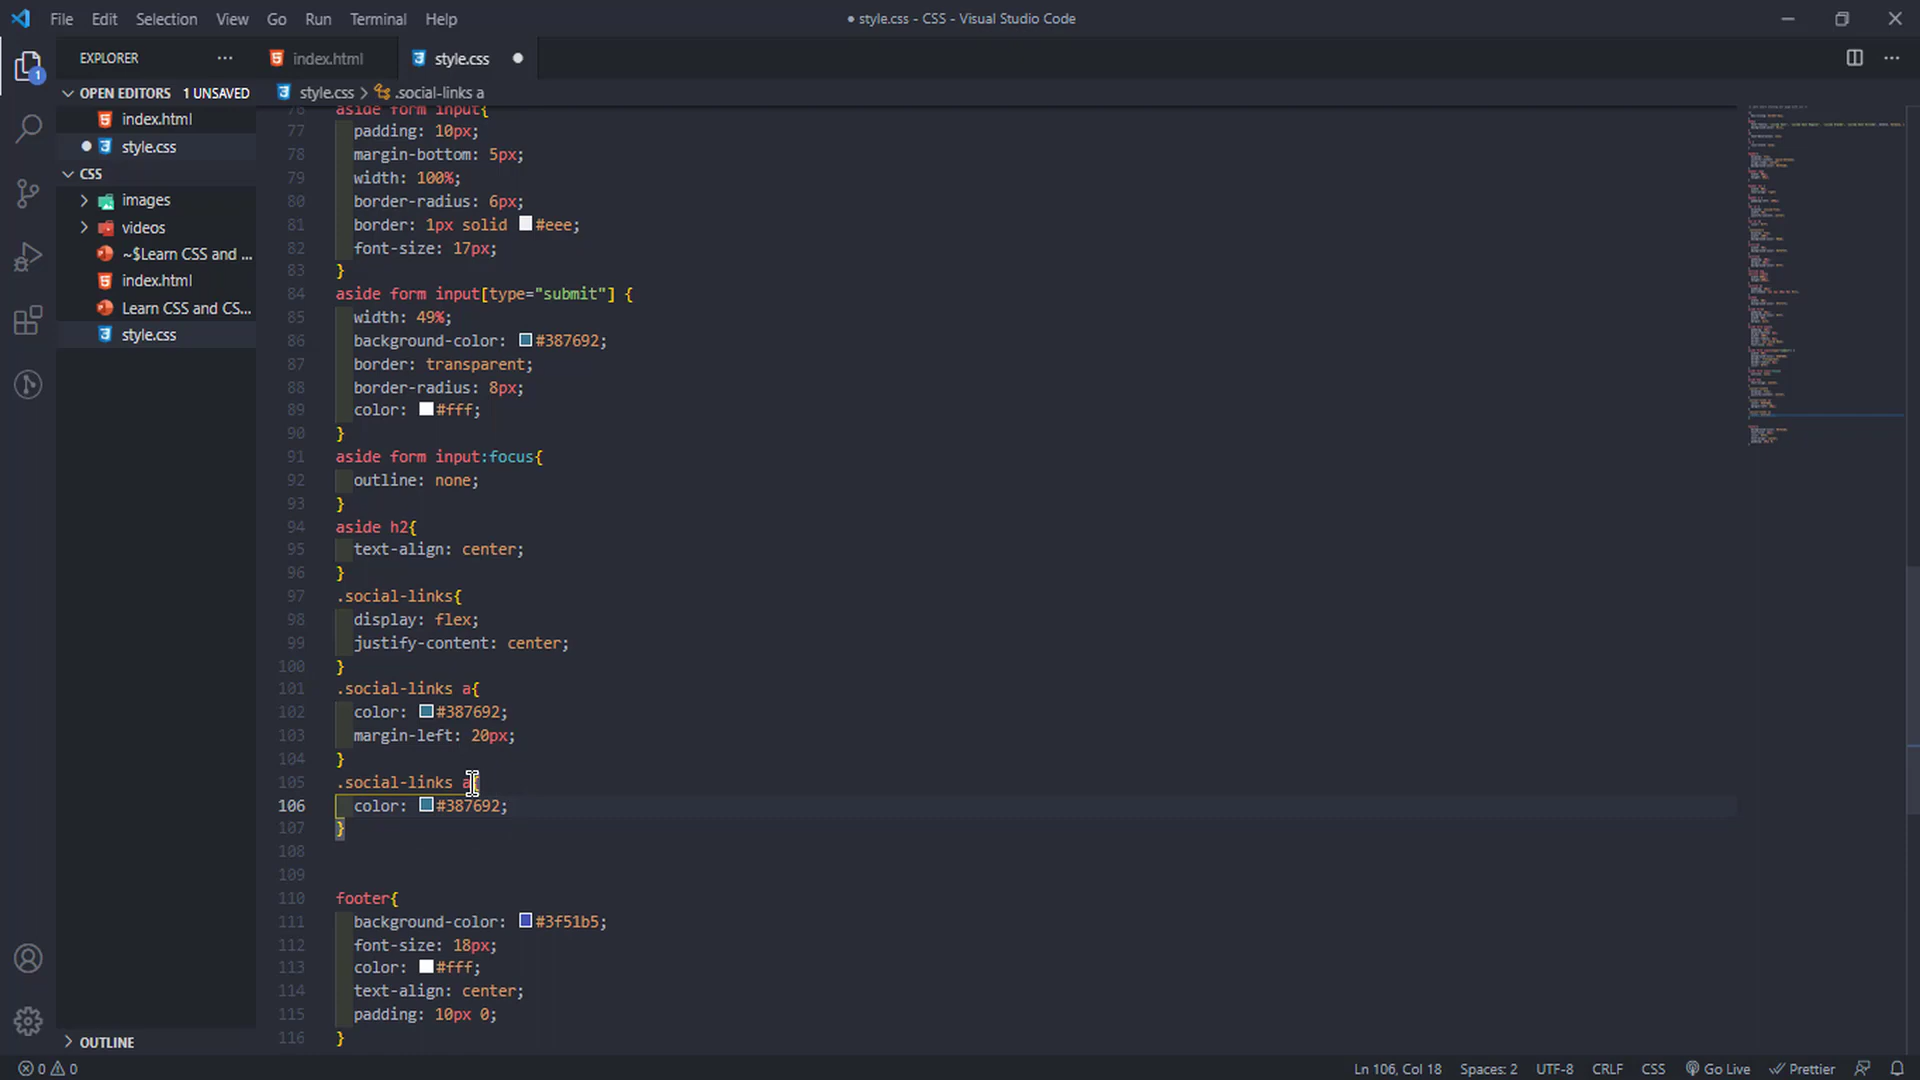 File Edit Selection View Go Run Terminal Help
● style.css - CSS - Visual Studio Code
EXPLORER
index.html
style.css
OPEN EDITORS 1 UNSAVED
index.html
style.css
CSS
images
videos
~$Learn CSS and ...
index.html
Learn CSS and CS...
style.css
OUTLINE
style.css > .social-links a
76 aside form input{
77 padding: 10px;
78 margin-bottom: 5px;
79 width: 100%;
80 border-radius: 6px;
81 border: 1px solid #eee;
82 font-size: 17px;
83 }
84 aside form input[type="submit"] {
85 width: 49%;
86 background-color: #387692;
87 border: transparent;
88 border-radius: 8px;
89 color: #fff;
90 }
91 aside form input:focus{
92 outline: none;
93 }
94 aside h2{
95 text-align: center;
96 }
97 .social-links{
98 display: flex;
99 justify-content: center;
100 }
101 .social-links a{
102 color: #387692;
103 margin-left: 20px;
104 }
105 .social-links a{
106 color: #387692;
107 }
108
109
110 footer{
111 background-color: #3f51b5;
112 font-size: 18px;
113 color: #fff;
114 text-align: center;
115 padding: 10px 0;
116 }
1
0 0
Ln 106, Col 18 Spaces: 2 UTF-8 CRLF CSS Go Live Prettier